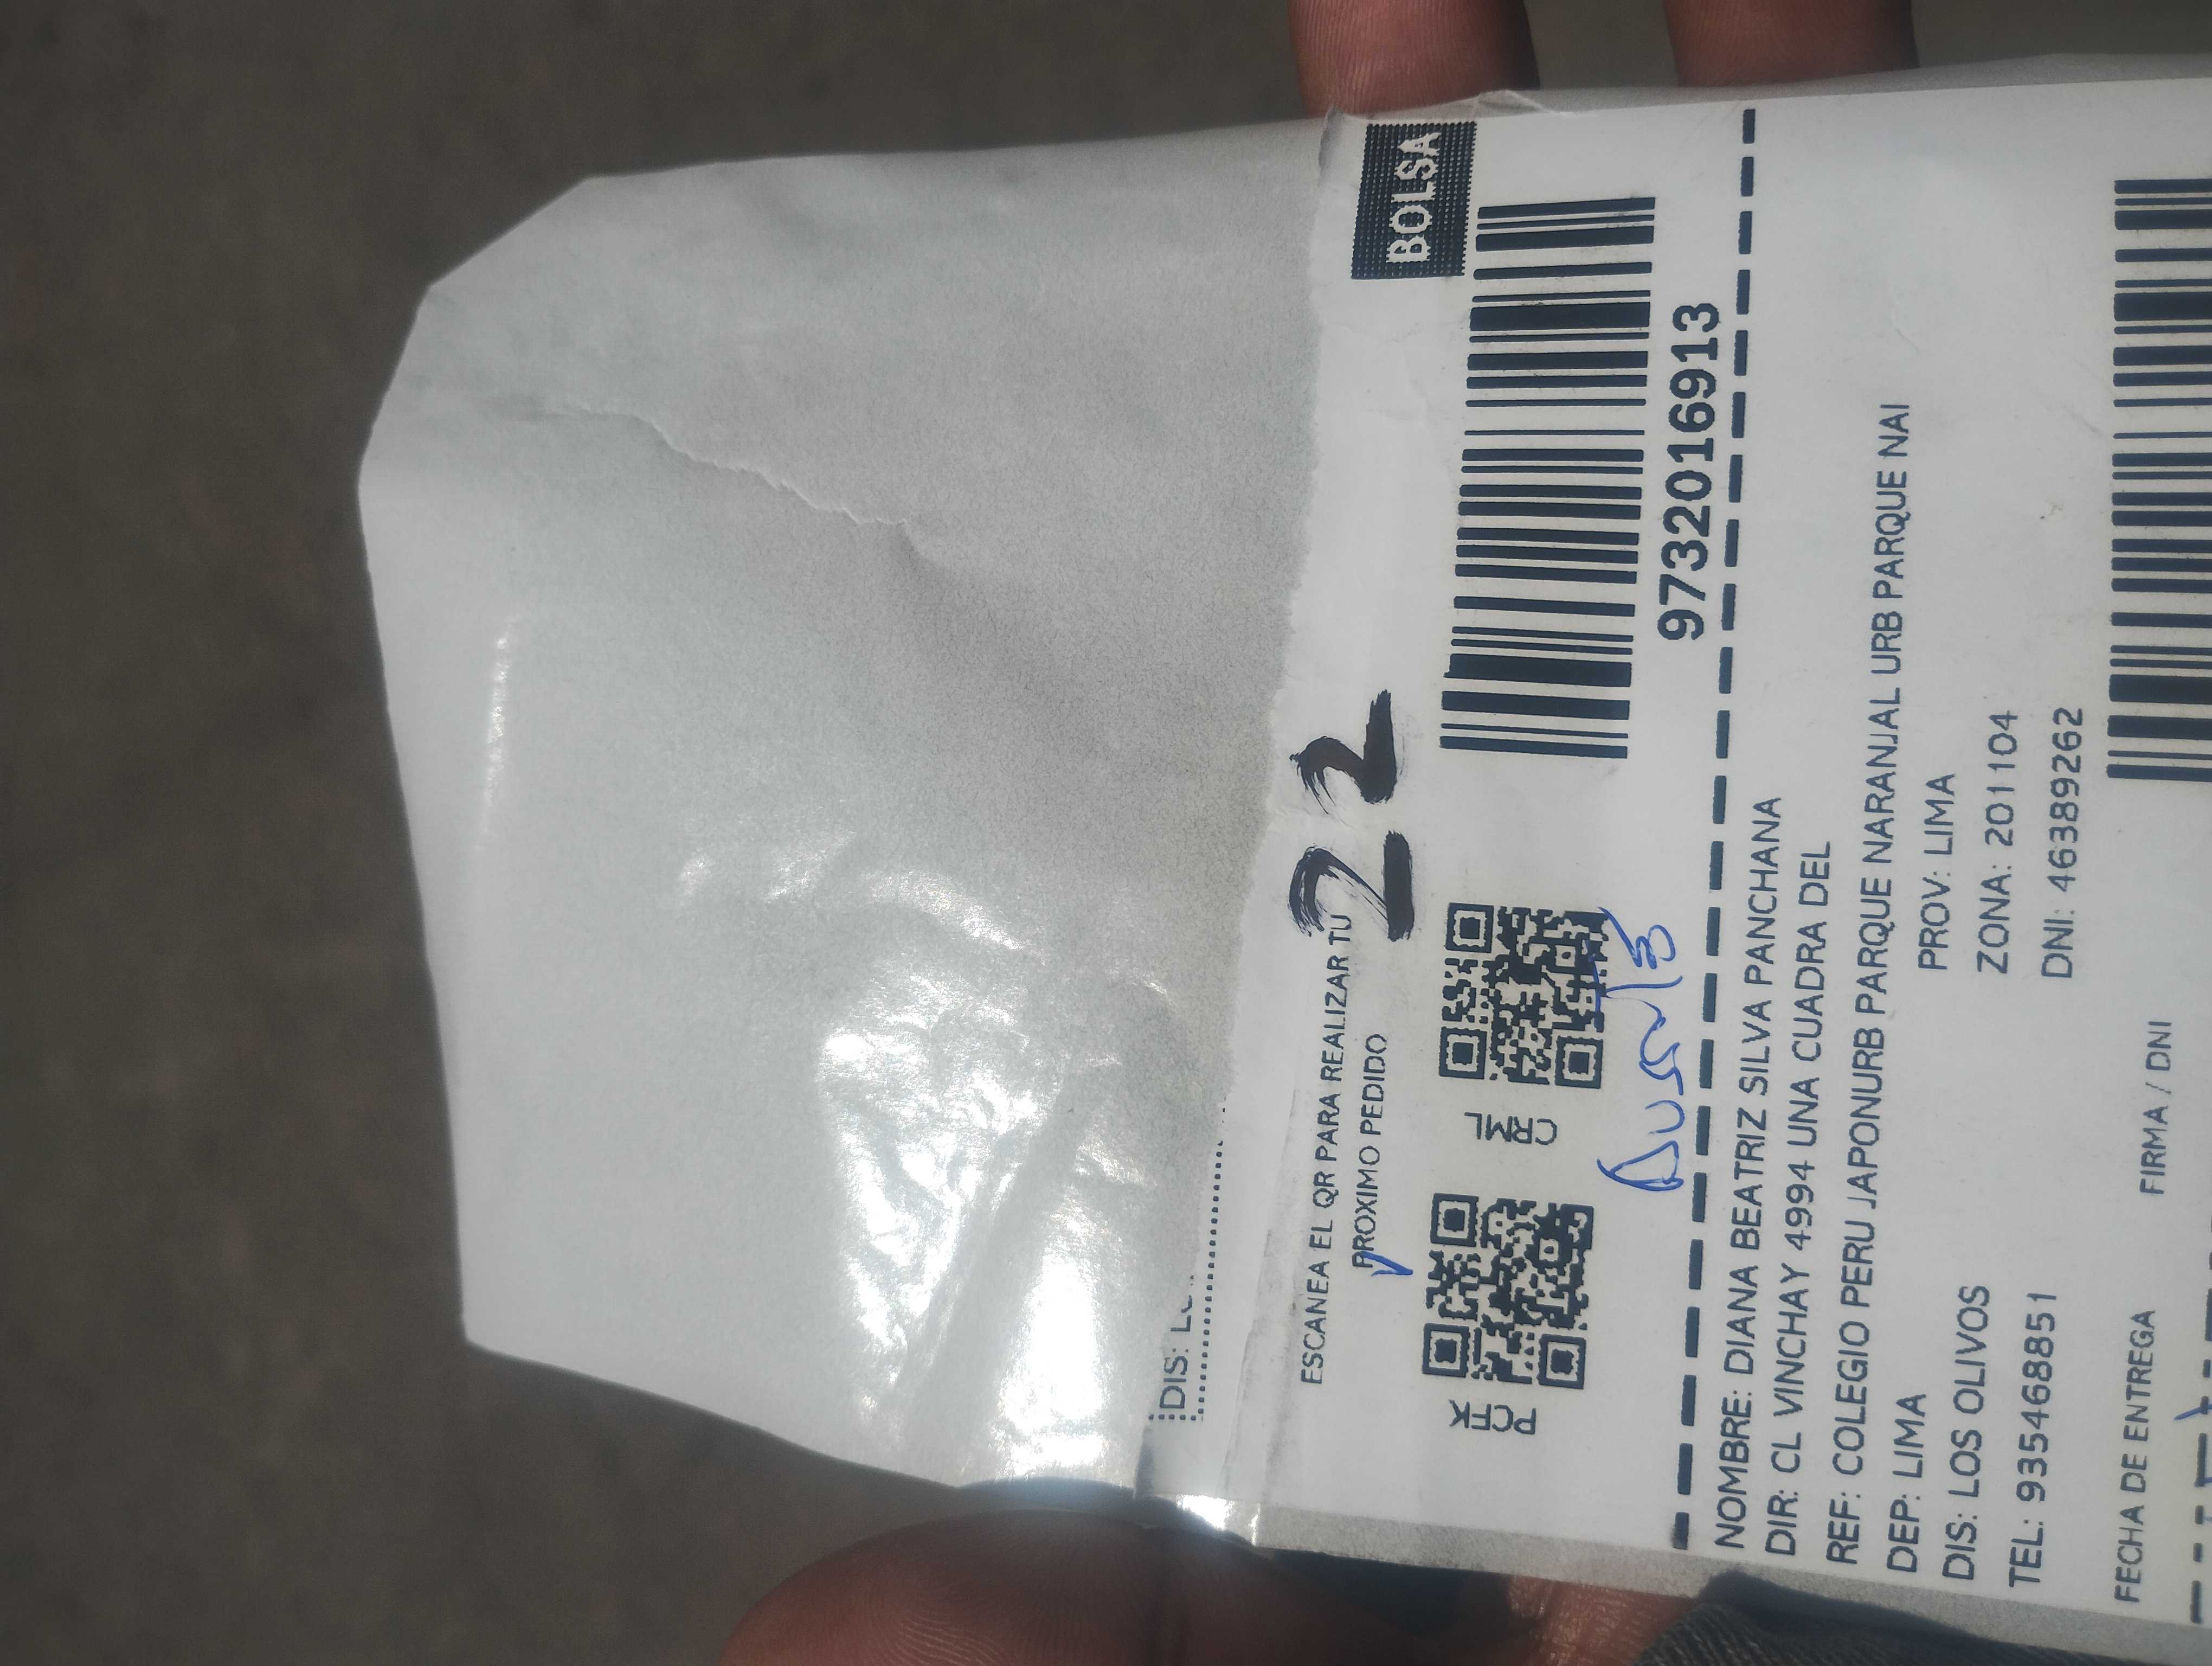 DIS:
ESCANEA EL QR PARA REALIZAR TU
PROXIMO PEDIDO
22
BOLSA
PCFK
CRML
9732016913
NOMBRE: DIANA BEATRIZ SILVA PANCHANA
DIR: CL VINCHAY 4994 UNA CUADRA DEL
REF: COLEGIO PERU JAPONURB PARQUE NARANJAL URB PARQUE NAI
DEP: LIMA PROV: LIMA
DIS: LOS OLIVOS ZONA: 201104
TEL: 935468851 DNI: 46389262
FECHA DE ENTREGA FIRMA / DNI